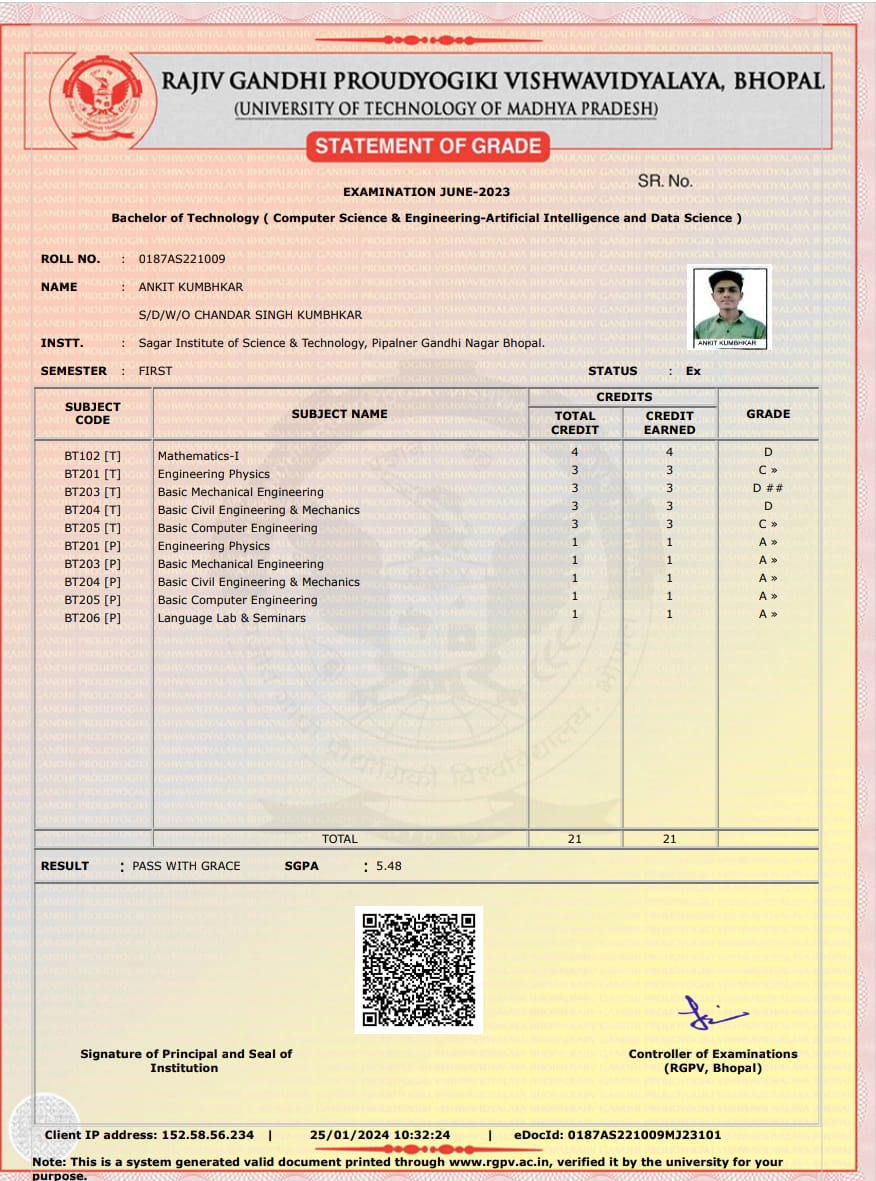 RAJIV GANDHI PROUDYOGIKI VISHWAVIDYALAYA, BHOPAL
(UNIVERSITY OF TECHNOLOGY OF MADHYA PRADESH)
STATEMENT OF GRADE
SR. No.
EXAMINATION JUNE-2023
Bachelor of Technology ( Computer Science & Engineering-Artificial Intelligence and Data Science )
ROLL NO. : 0187AS221009
NAME : ANKIT KUMBHKAR
S/D/W/O CHANDAR SINGH KUMBHKAR
ANKIT KUMBHKAR
INSTT. : Sagar Institute of Science & Technology, Pipalner Gandhi Nagar Bhopal.
SEMESTER : FIRST STATUS : Ex
SUBJECT CODE SUBJECT NAME CREDITS GRADE
TOTAL CREDIT CREDIT EARNED
BT102 [T] Mathematics-I 4 4 D
BT201 [T] Engineering Physics 3 3 C »
BT203 [T] Basic Mechanical Engineering 3 3 D ##
BT204 [T] Basic Civil Engineering & Mechanics 3 3 D
BT205 [T] Basic Computer Engineering 3 3 C »
BT201 [P] Engineering Physics 1 1 A »
BT203 [P] Basic Mechanical Engineering 1 1 A »
BT204 [P] Basic Civil Engineering & Mechanics 1 1 A »
BT205 [P] Basic Computer Engineering 1 1 A »
BT206 [P] Language Lab & Seminars 1 1 A »
TOTAL 21 21
RESULT : PASS WITH GRACE SGPA : 5.48
Signature of Principal and Seal of
Institution
Controller of Examinations
(RGPV, Bhopal)
Client IP address: 152.58.56.234 | 25/01/2024 10:32:24 | eDocId: 0187AS221009MJ23101
Note: This is a system generated valid document printed through www.rgpv.ac.in, verified it by the university for your
purpose.